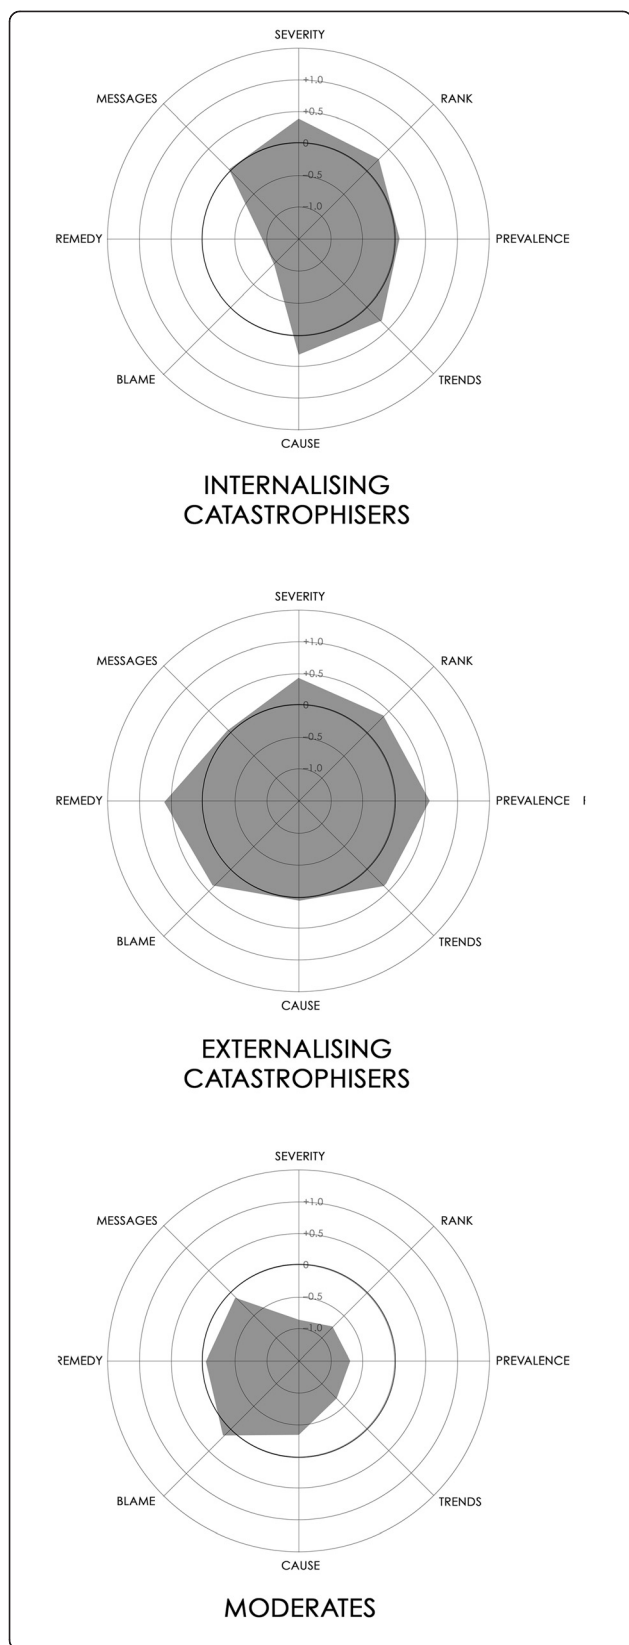 SEVERITY
+1.0
MESSAGES
RANK
+0.5
0
-0.5
-1.0
REMEDY
PREVALENCE
BLAME
TRENDS
CAUSE
INTERNALISING
CATASTROPHISERS
SEVERITY
+1.0
MESSAGES
RANK
+0.5
0
-0.5
-1.0
REMEDY
PREVALENCE
BLAME
TRENDS
CAUSE
EXTERNALISING
CATASTROPHISERS
SEVERITY
+1.0
MESSAGES
RANK
+0.5
0
-0.5
-1.0
REMEDY
PREVALENCE
BLAME
TRENDS
CAUSE
MODERATES